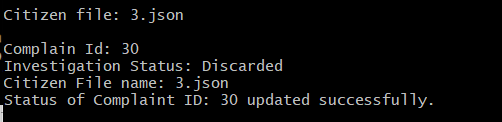 Citizen file: 3.json
Complain Id: 30
Investigation Status: Discarded
Citizen File name: 3.json
Status of Complaint ID: 30 updated successfully.